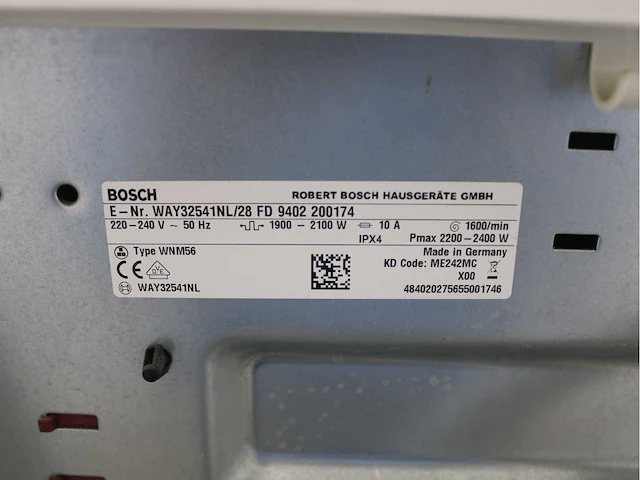 BOSCH ROBERT BOSCH HAUSGERÄTE GMBH
E-Nr. WAY32541NL/28 FD 9402 200174
220-240 V ~ 50 Hz 1900 - 2100 W 10 A 1600/min
IPX4 Pmax 2200-2400 W
Type WNM56 Made in Germany
KD Code: ME242MC
CE X00
WAY32541NL 484020275655001746